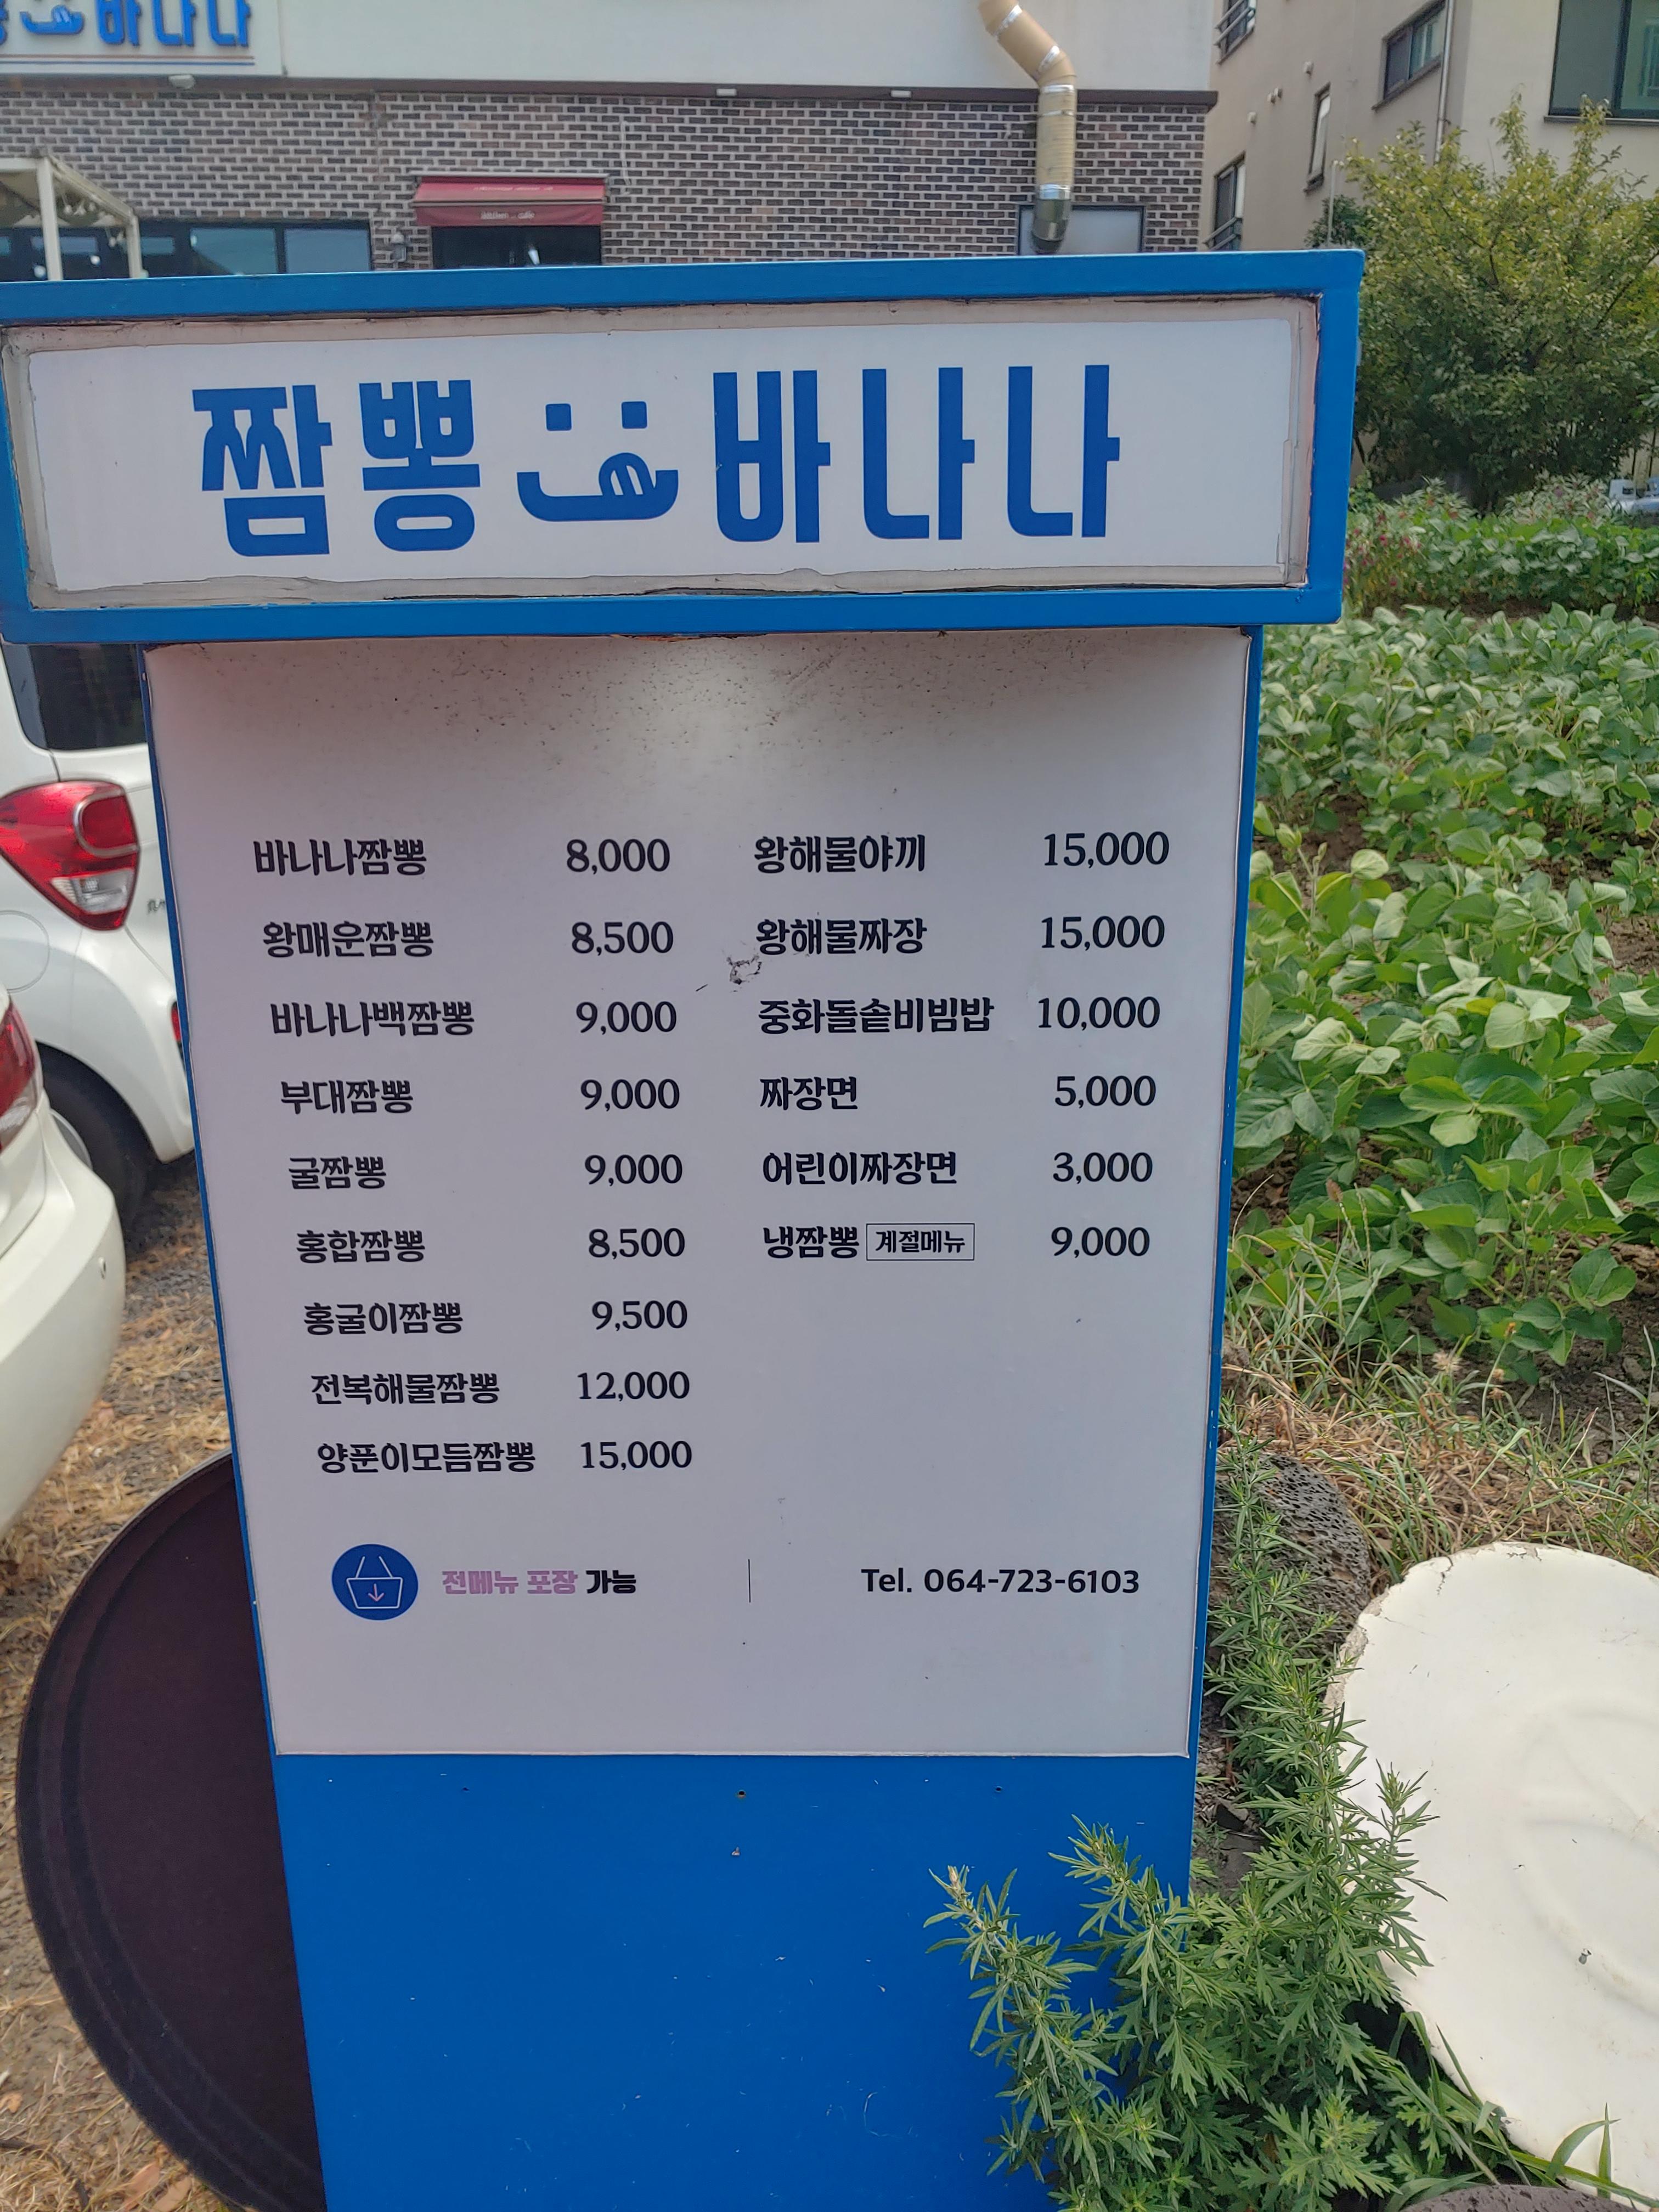 바나나
kitchen cafe
짬뽕 바나나
바나나짬뽕 8,000
왕매운짬뽕 8,500
바나나백짬뽕 9,000
부대짬뽕 9,000
굴짬뽕 9,000
홍합짬뽕 8,500
홍굴이짬뽕 9,500
전복해물짬뽕 12,000
양푼이모듬짬뽕 15,000
왕해물야끼 15,000
왕해물짜장 15,000
중화돌솥비빔밥 10,000
짜장면 5,000
어린이짜장면 3,000
냉짬뽕 계절메뉴 9,000
전메뉴 포장 가능
Tel. 064-723-6103